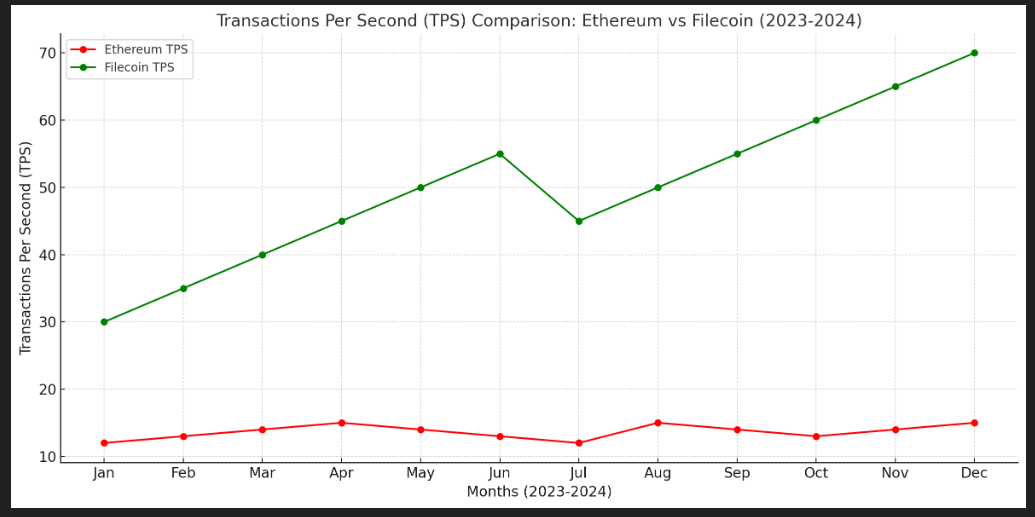 Transactions Per Second (TPS) Comparison: Ethereum vs Filecoin (2023-2024)
Ethereum TPS
Filecoin TPS
Transactions Per Second (TPS)
70
60
50
40
30
20
10
Jan Feb Mar Apr May Jun Jul Aug Sep Oct Nov Dec
Months (2023-2024)